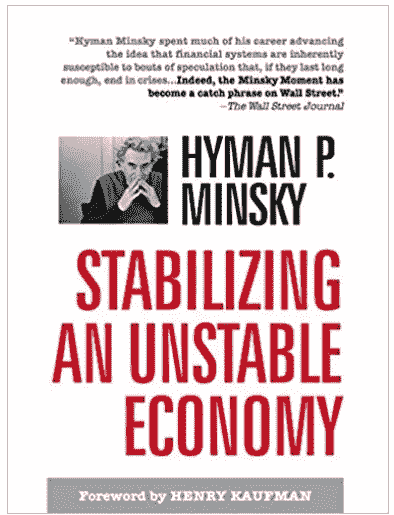 “Hyman Minsky spent much of his career advancing
the idea that financial systems are inherently
susceptible to bouts of speculation that, if they last long
enough, end in crises...Indeed, the Minsky Moment has
become a catch phrase on Wall Street.”
–The Wall Street Journal
HYMAN P.
MINSKY
STABILIZING
AN UNSTABLE
ECONOMY
Foreword by HENRY KAUFMAN